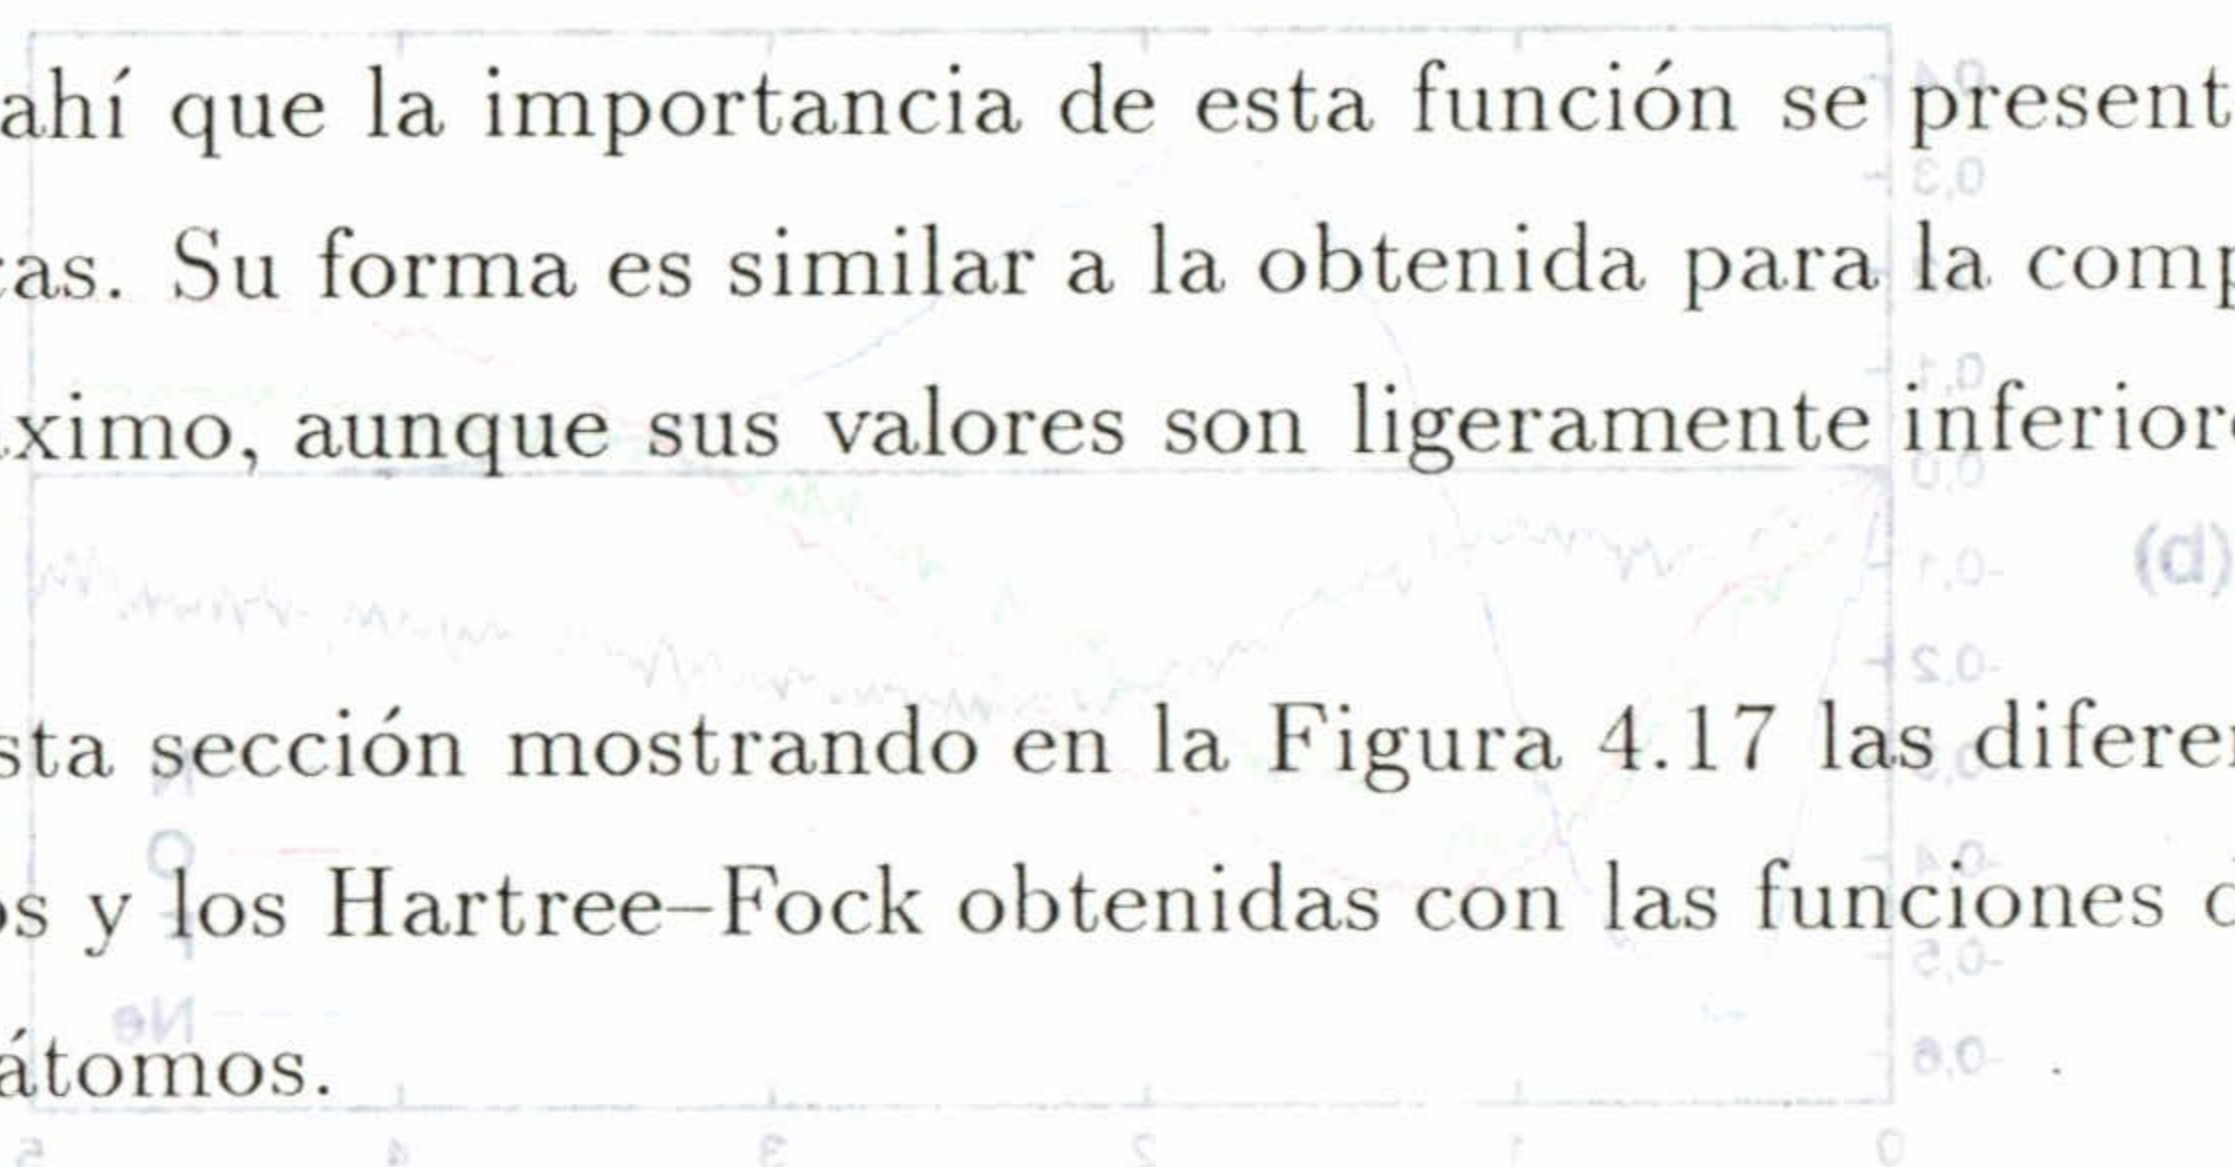 ahí que la importancia de esta función se present
as. Su forma es similar a la obtenida para la comp
ximo, aunque sus valores son ligeramente inferior
sta sección mostrando en la Figura 4.17 las difere
os y los Hartree–Fock obtenidas con las funciones
átomos.